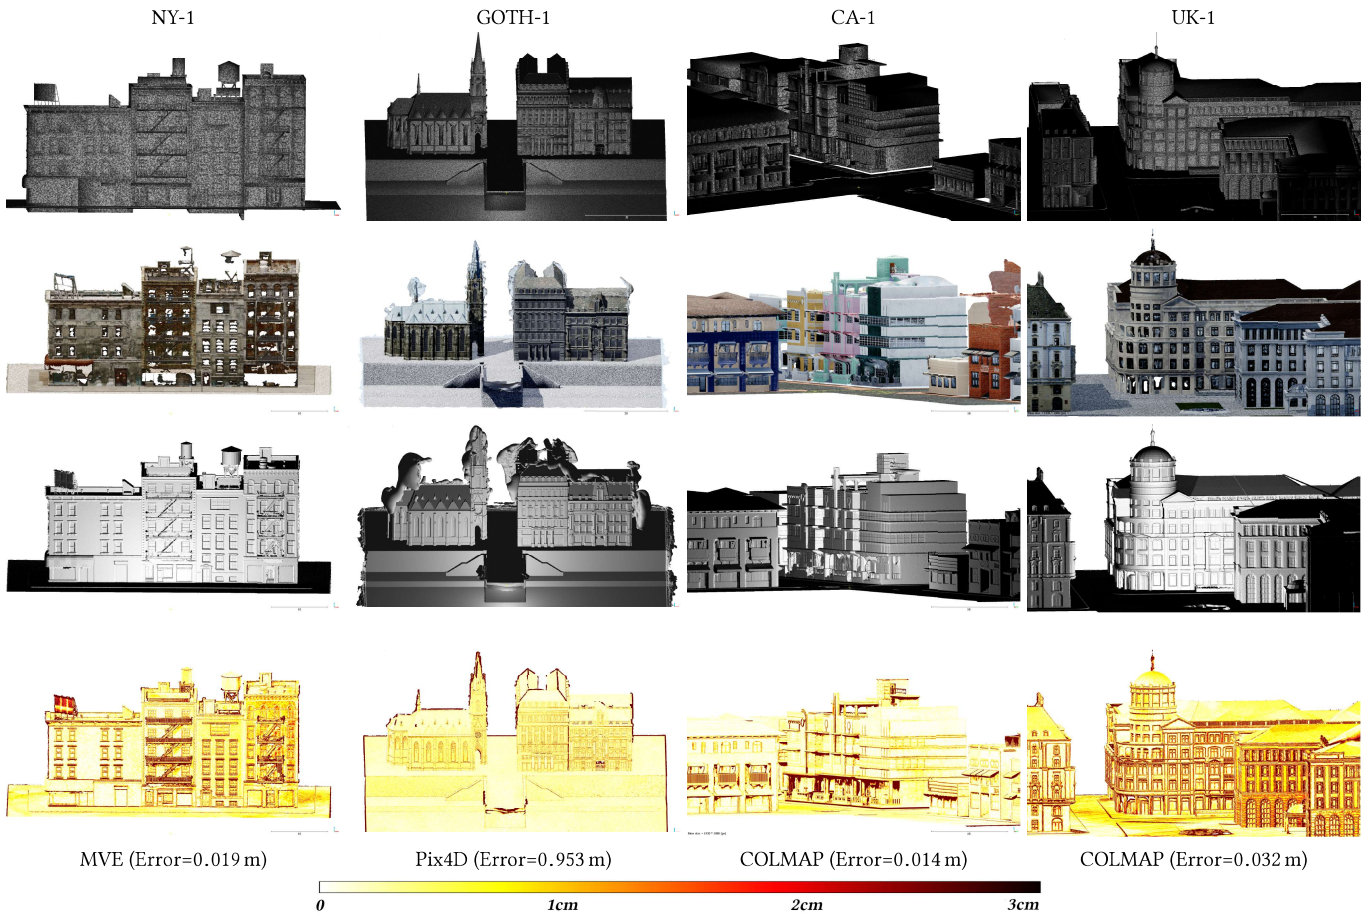 NY-1 GOTH-1 CA-1 UK-1
MVE (Error=0.019 m) Pix4D (Error=0.953 m) COLMAP (Error=0.014 m) COLMAP (Error=0.032 m)
0 1cm 2cm 3cm